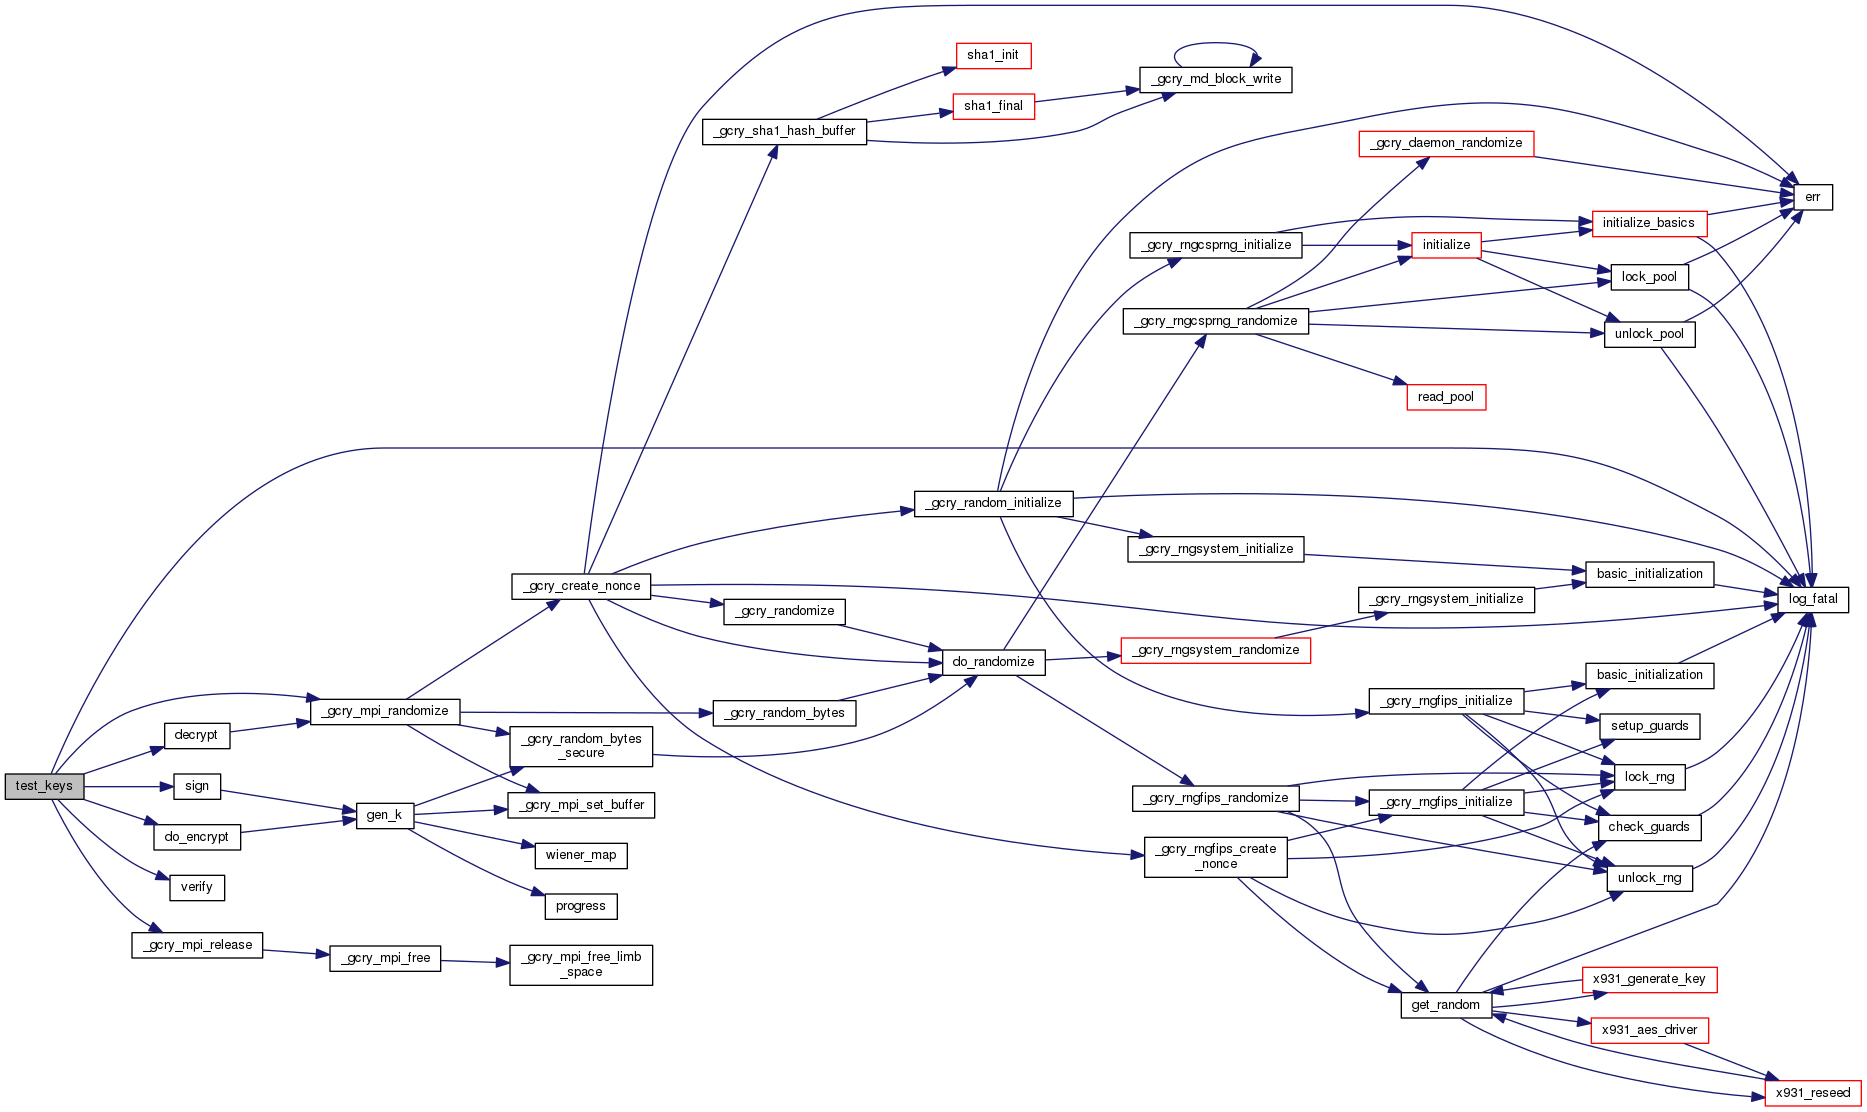 test_keys
decrypt
sign
do_encrypt
verify
_gcry_mpi_release
_gcry_mpi_randomize
gen_k
_gcry_mpi_free
_gcry_create_nonce
_gcry_random_bytes
_secure
_gcry_mpi_set_buffer
wiener_map
progress
_gcry_mpi_free_limb
_space
_gcry_sha1_hash_buffer
_gcry_randomize
_gcry_random_bytes
sha1_init
sha1_final
_gcry_random_initialize
do_randomize
_gcry_md_block_write
_gcry_rngcsprng_initialize
_gcry_rngcsprng_randomize
_gcry_rngsystem_initialize
_gcry_rngsystem_randomize
_gcry_rngfips_randomize
_gcry_rngfips_create
_nonce
_gcry_daemon_randomize
initialize
read_pool
_gcry_rngsystem_initialize
_gcry_rngfips_initialize
_gcry_rngfips_initialize
get_random
initialize_basics
lock_pool
unlock_pool
basic_initialization
basic_initialization
setup_guards
lock_rng
check_guards
unlock_rng
x931_generate_key
x931_aes_driver
err
log_fatal
x931_reseed